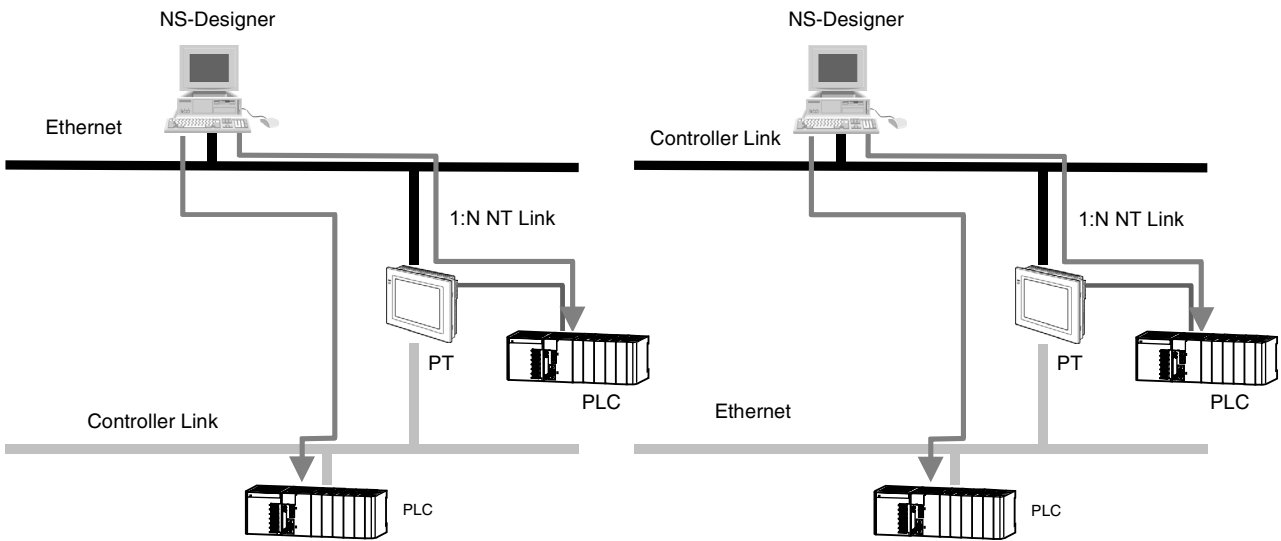 NS-Designer
Ethernet
1:N NT Link
PT
PLC
Controller Link
PLC
NS-Designer
Controller Link
1:N NT Link
PT
PLC
Ethernet
PLC